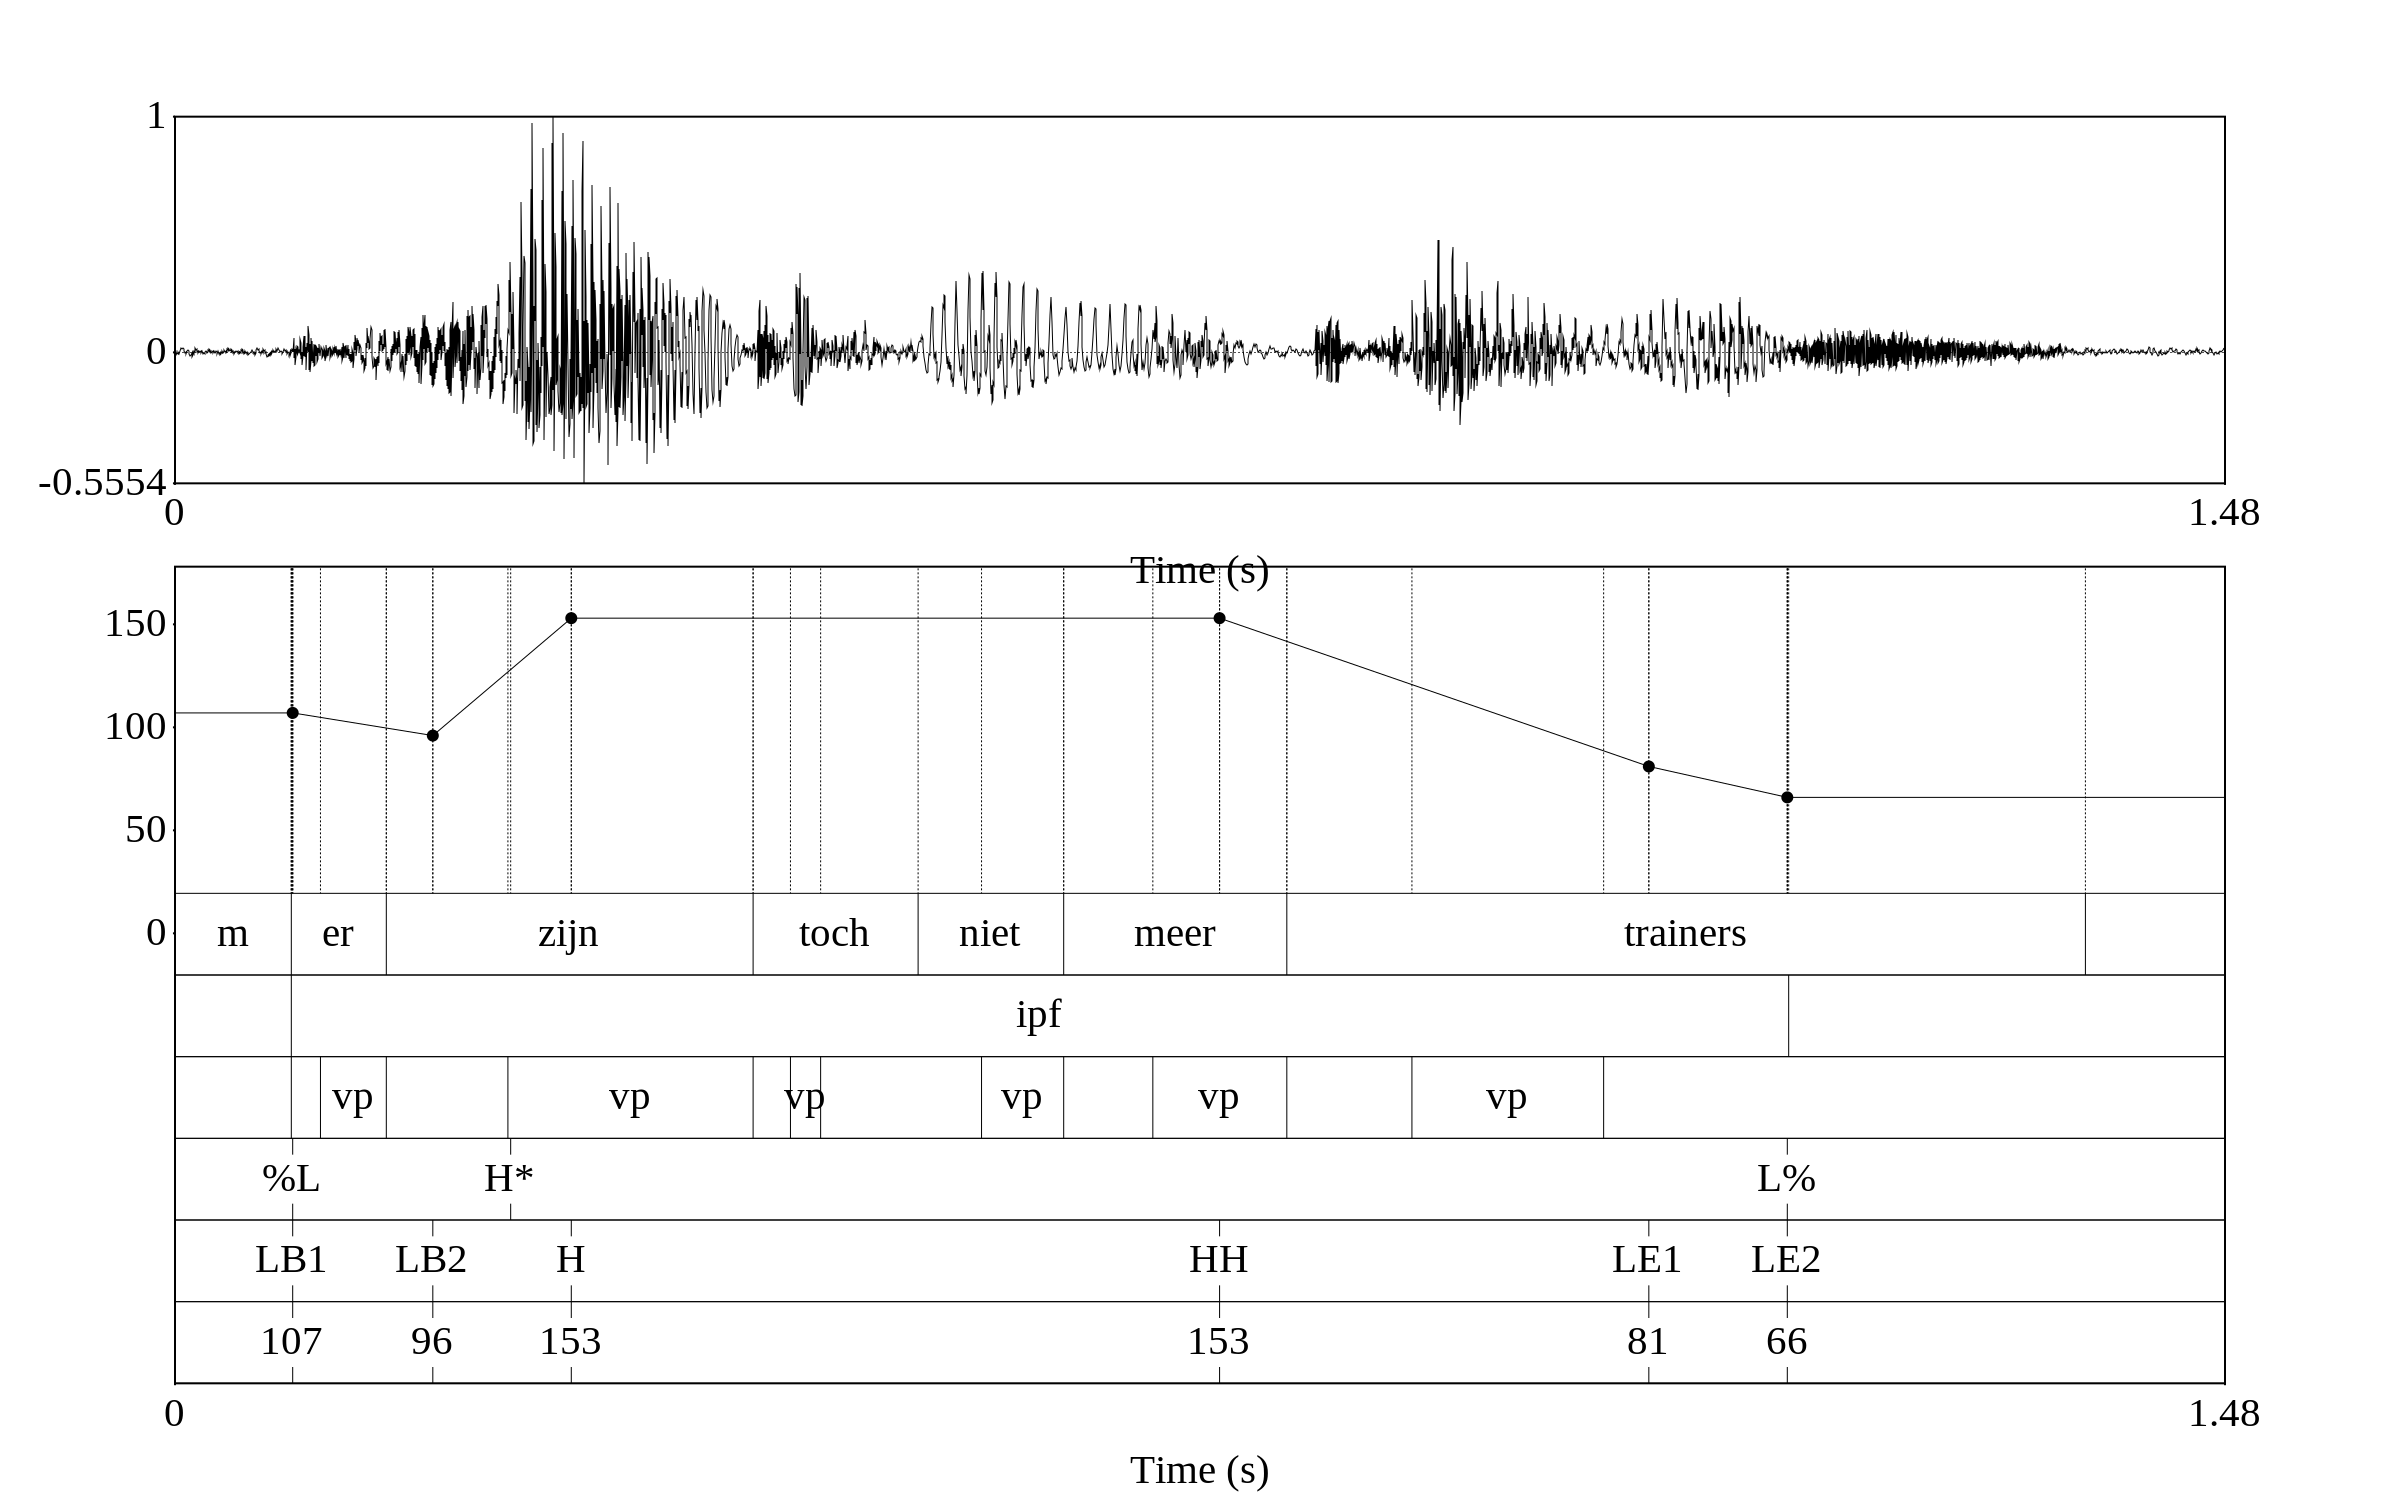 1
0
-0.5554
0 1.48
Time (s)
150
100
50
0
m er zijn toch niet meer trainers
ipf
vp vp vp vp vp vp
%L H* L%
LB1 LB2 H HH LE1 LE2
107 96 153 153 81 66
0 1.48
Time (s)